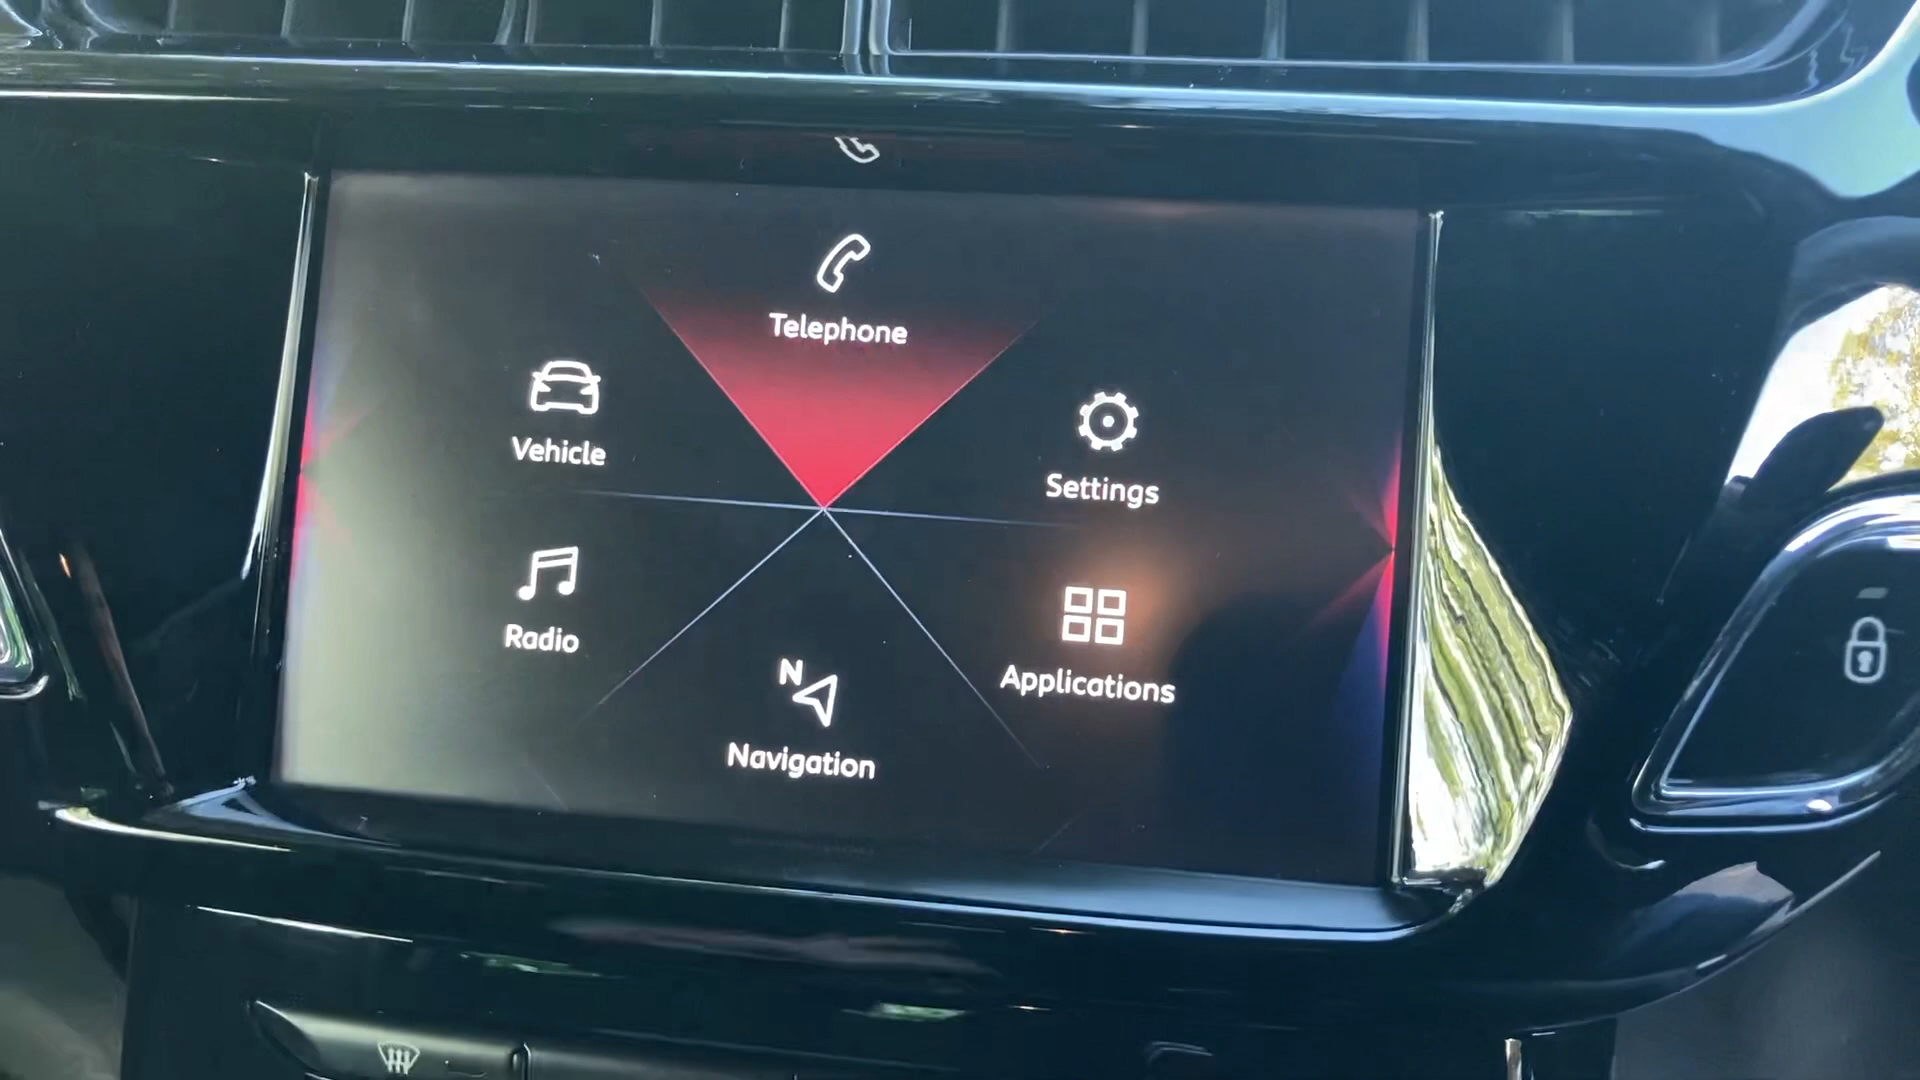 Telephone
Vehicle
Settings
Radio
Applications
N
Navigation